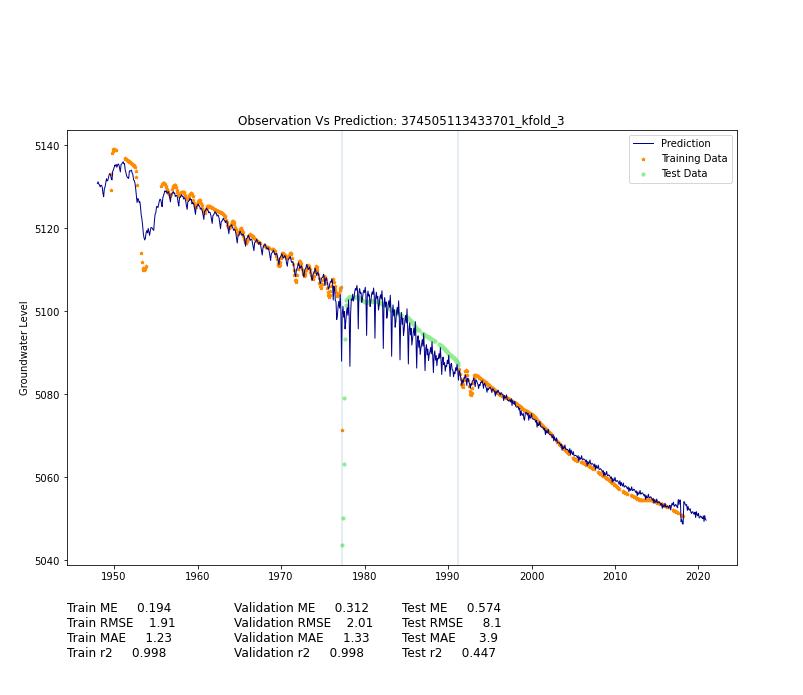 Observation Vs Prediction: 374505113433701_kfold_3
Prediction
Training Data
Test Data
5140
5120
5100
5080
5060
5040
Groundwater Level
1950 1960 1970 1980 1990 2000 2010 2020
Train ME 0.194 Validation ME 0.312 Test ME 0.574
Train RMSE 1.91 Validation RMSE 2.01 Test RMSE 8.1
Train MAE 1.23 Validation MAE 1.33 Test MAE 3.9
Train r2 0.998 Validation r2 0.998 Test r2 0.447